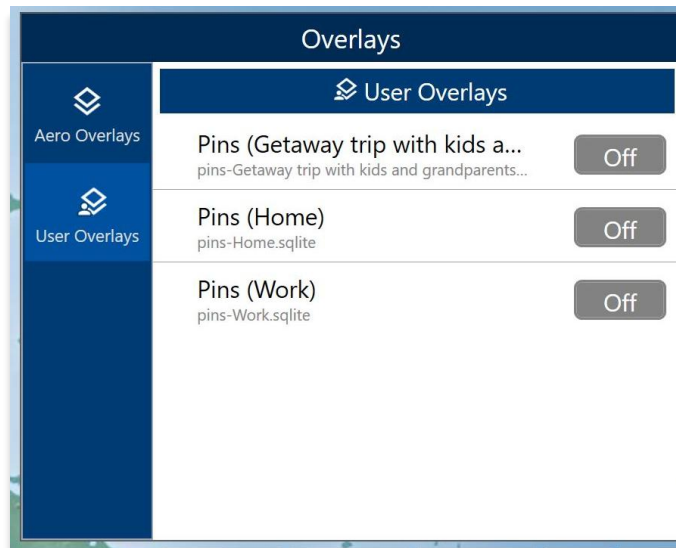 Overlays
Aero Overlays
User Overlays
User Overlays
Pins (Getaway trip with kids a...
pins-Getaway trip with kids and grandparents...
Off
Pins (Home)
pins-Home.sqlite
Off
Pins (Work)
pins-Work.sqlite
Off